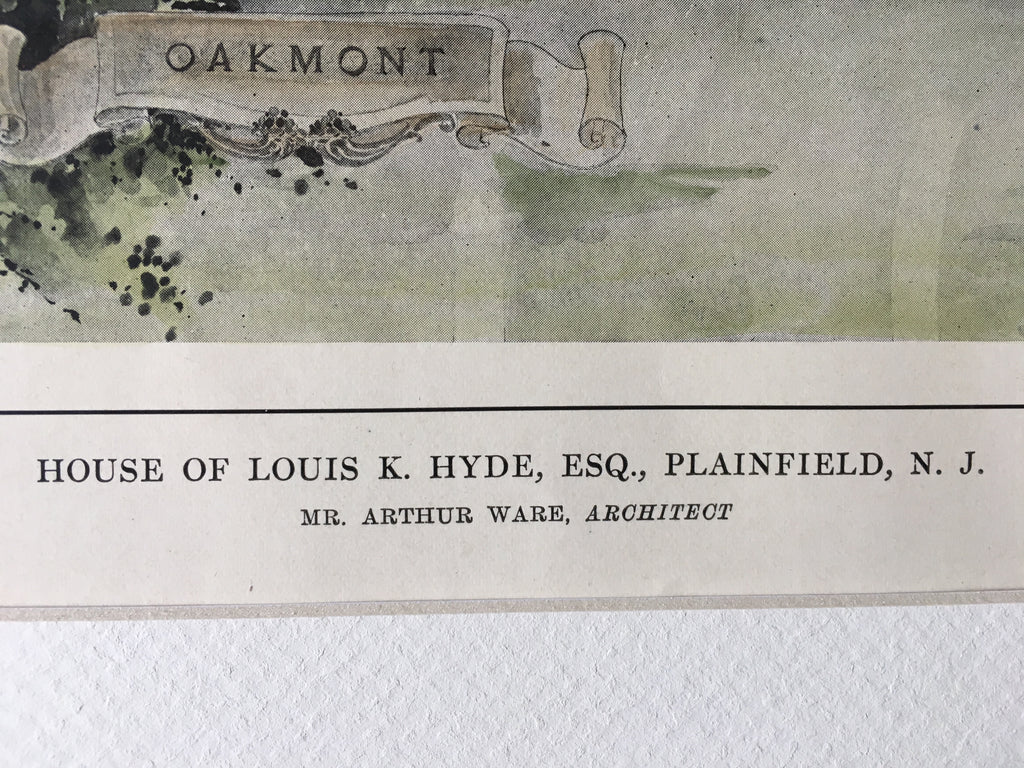 OAKMONT
HOUSE OF LOUIS K. HYDE, ESQ., PLAINFIELD, N. J.
MR. ARTHUR WARE, ARCHITECT